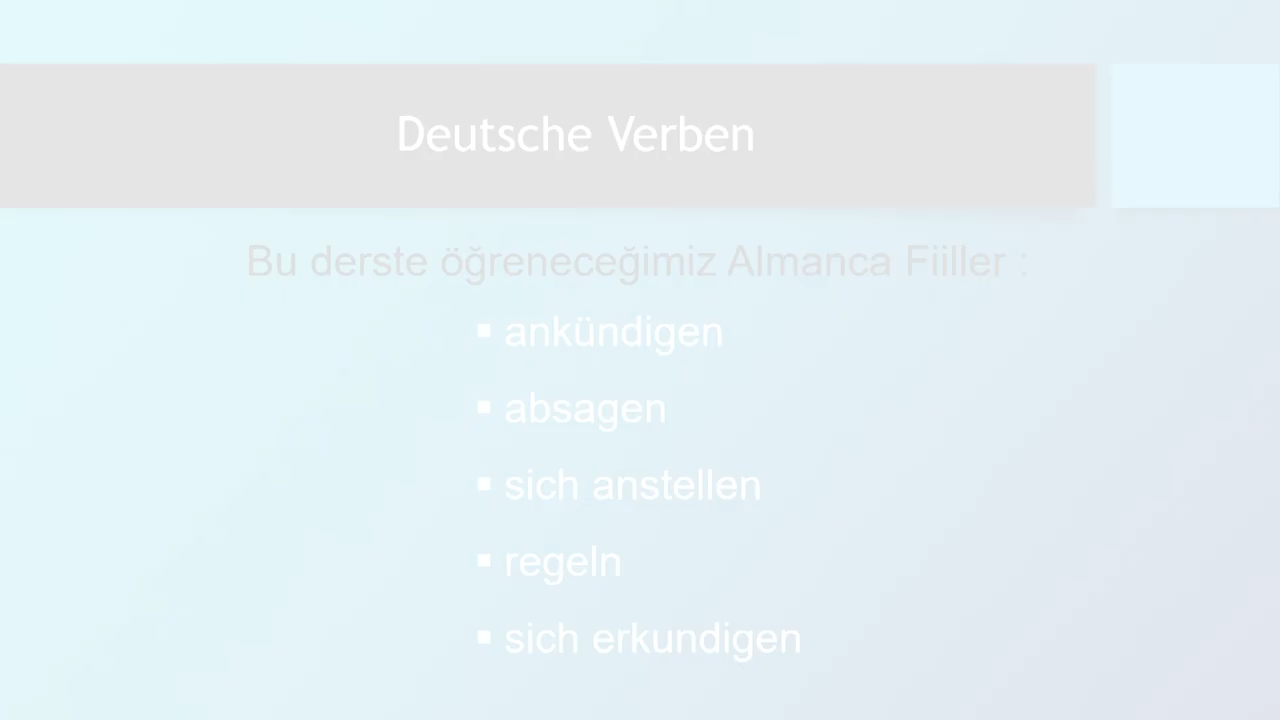 Deutsche Verben
Bu derste öğreneceğimiz Almanca Fiiller :
▪ ankündigen
▪ absagen
▪ sich anstellen
▪ regeln
▪ sich erkundigen